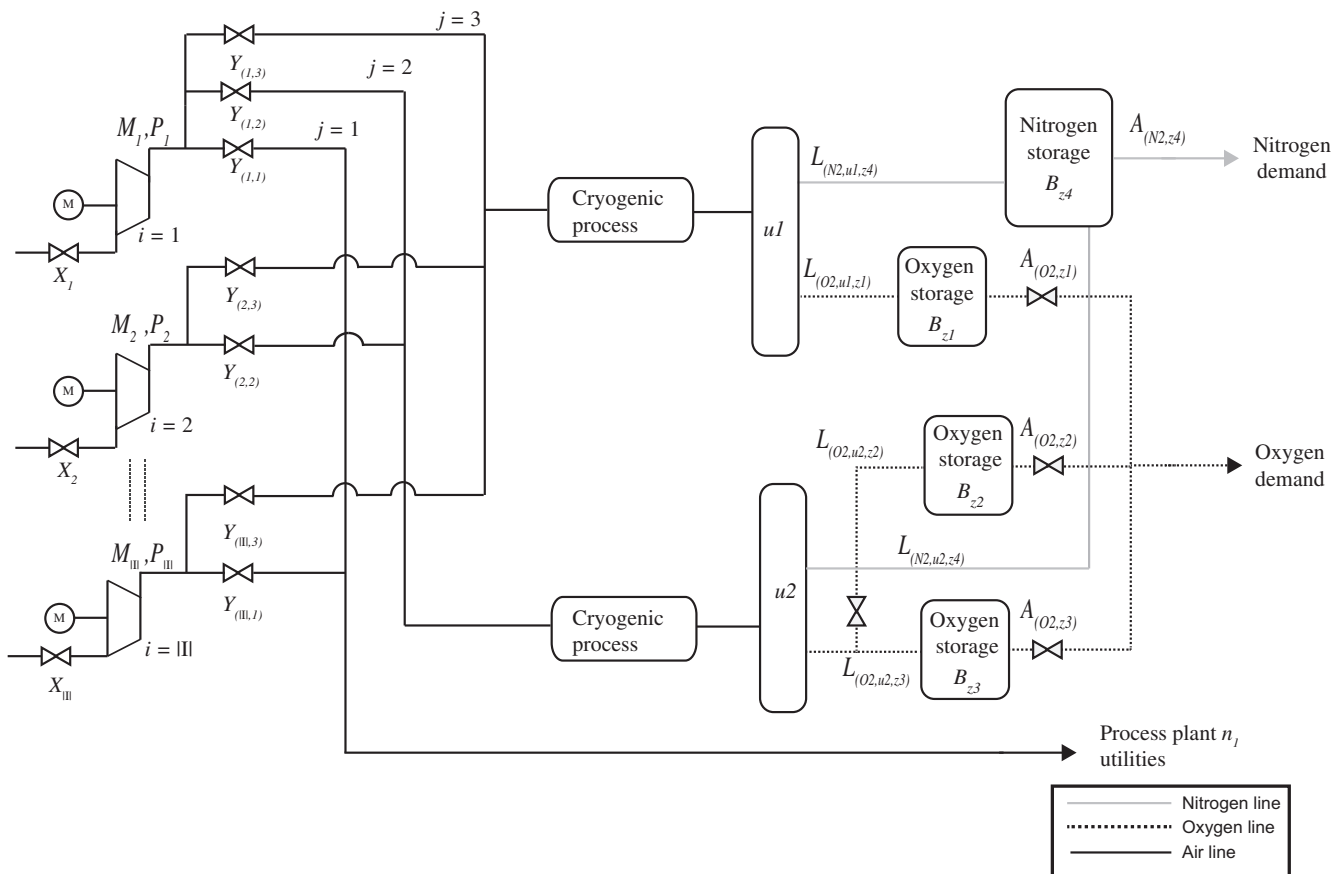 j = 3
Y(1,3)
j = 2
Y(1,2)
M1,P1
j = 1
Y(1,1)
M
i = 1
X1
Y(2,3)
M2 ,P2
Y(2,2)
M
i = 2
X2
Y(|I|,3)
M|I|,P|I|
Y(|I|,1)
M
i = |I|
X|I|
Cryogenic
process
u1
L(N2,u1,z4)
Nitrogen
storage
Bz4
A(N2,z4)
Nitrogen
demand
L(O2,u1,z1)
Oxygen
storage
Bz1
A(O2,z1)
L(O2,u2,z2)
Oxygen
storage
Bz2
A(O2,z2)
Oxygen
demand
Cryogenic
process
u2
L(N2,u2,z4)
L(O2,u2,z3)
Oxygen
storage
Bz3
A(O2,z3)
Process plant n1
utilities
Nitrogen line
Oxygen line
Air line